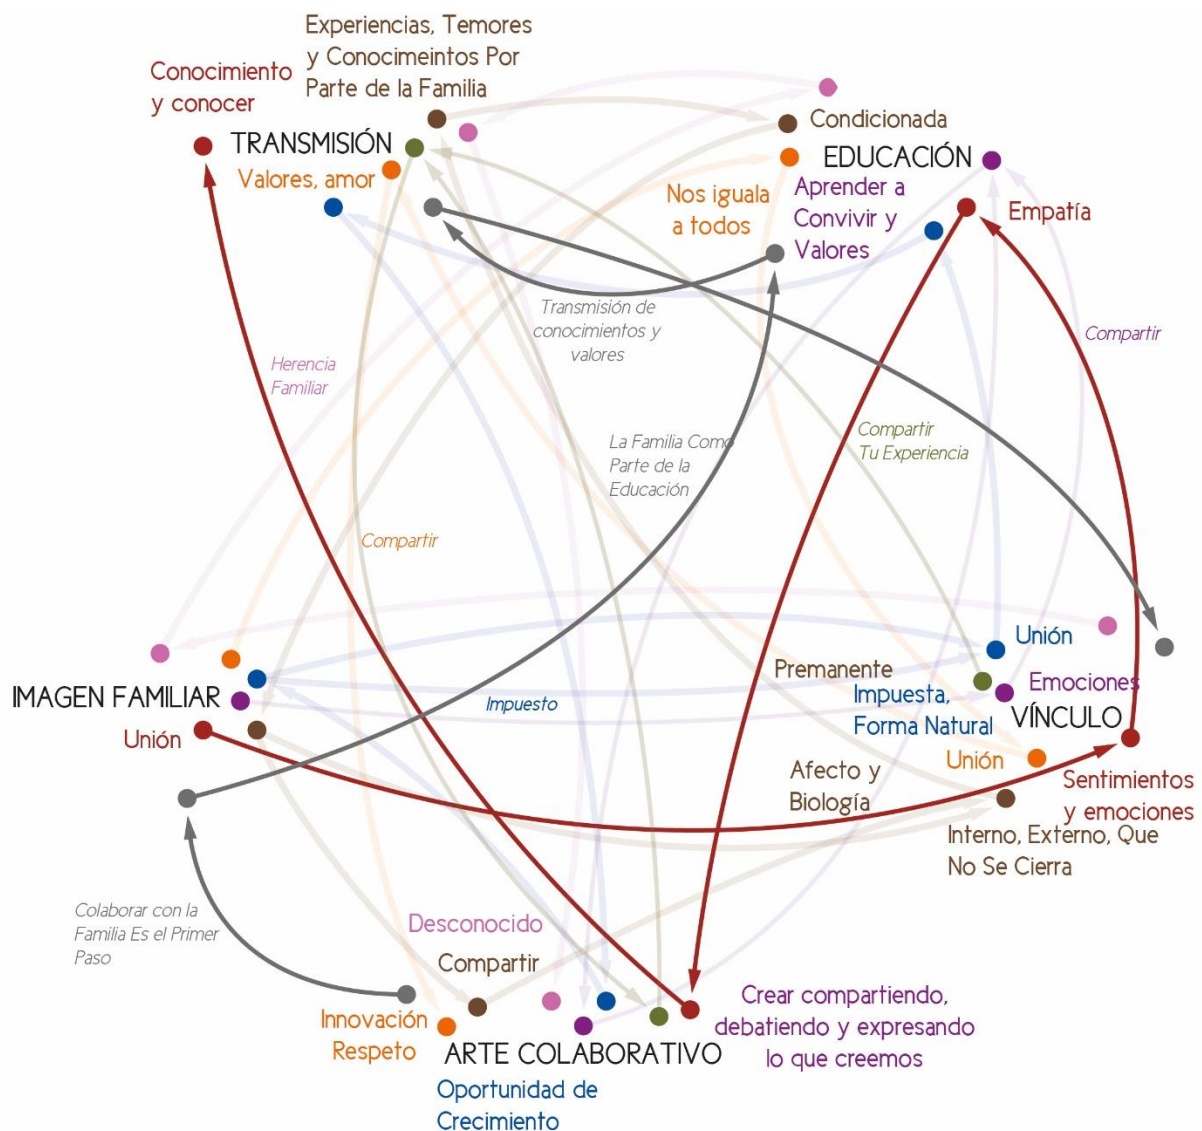 Experiencias, Temores
y Conocimeintos Por
Parte de la Familia
Conocimiento
y conocer
TRANSMISIÓN
Valores, amor
Condicionada
EDUCACIÓN
Nos iguala
a todos
Aprender a
Convivir y
Valores
Empatía
Transmisión de
conocimientos y
valores
Compartir
Herencia
Familiar
La Familia Como
Parte de la
Educación
Compartir
Tu Experiencia
Compartir
IMAGEN FAMILIAR
Unión
Impuesto
Premanente
Unión
Impuesta,
Forma Natural
Emociones
VÍNCULO
Unión
Afecto y
Biología
Sentimientos
y emociones
Interno, Externo, Que
No Se Cierra
Colaborar con la
Familia Es el Primer
Paso
Desconocido
Compartir
Innovación
Respeto
ARTE COLABORATIVO
Oportunidad de
Crecimiento
Crear compartiendo,
debatiendo y expresando
lo que creemos